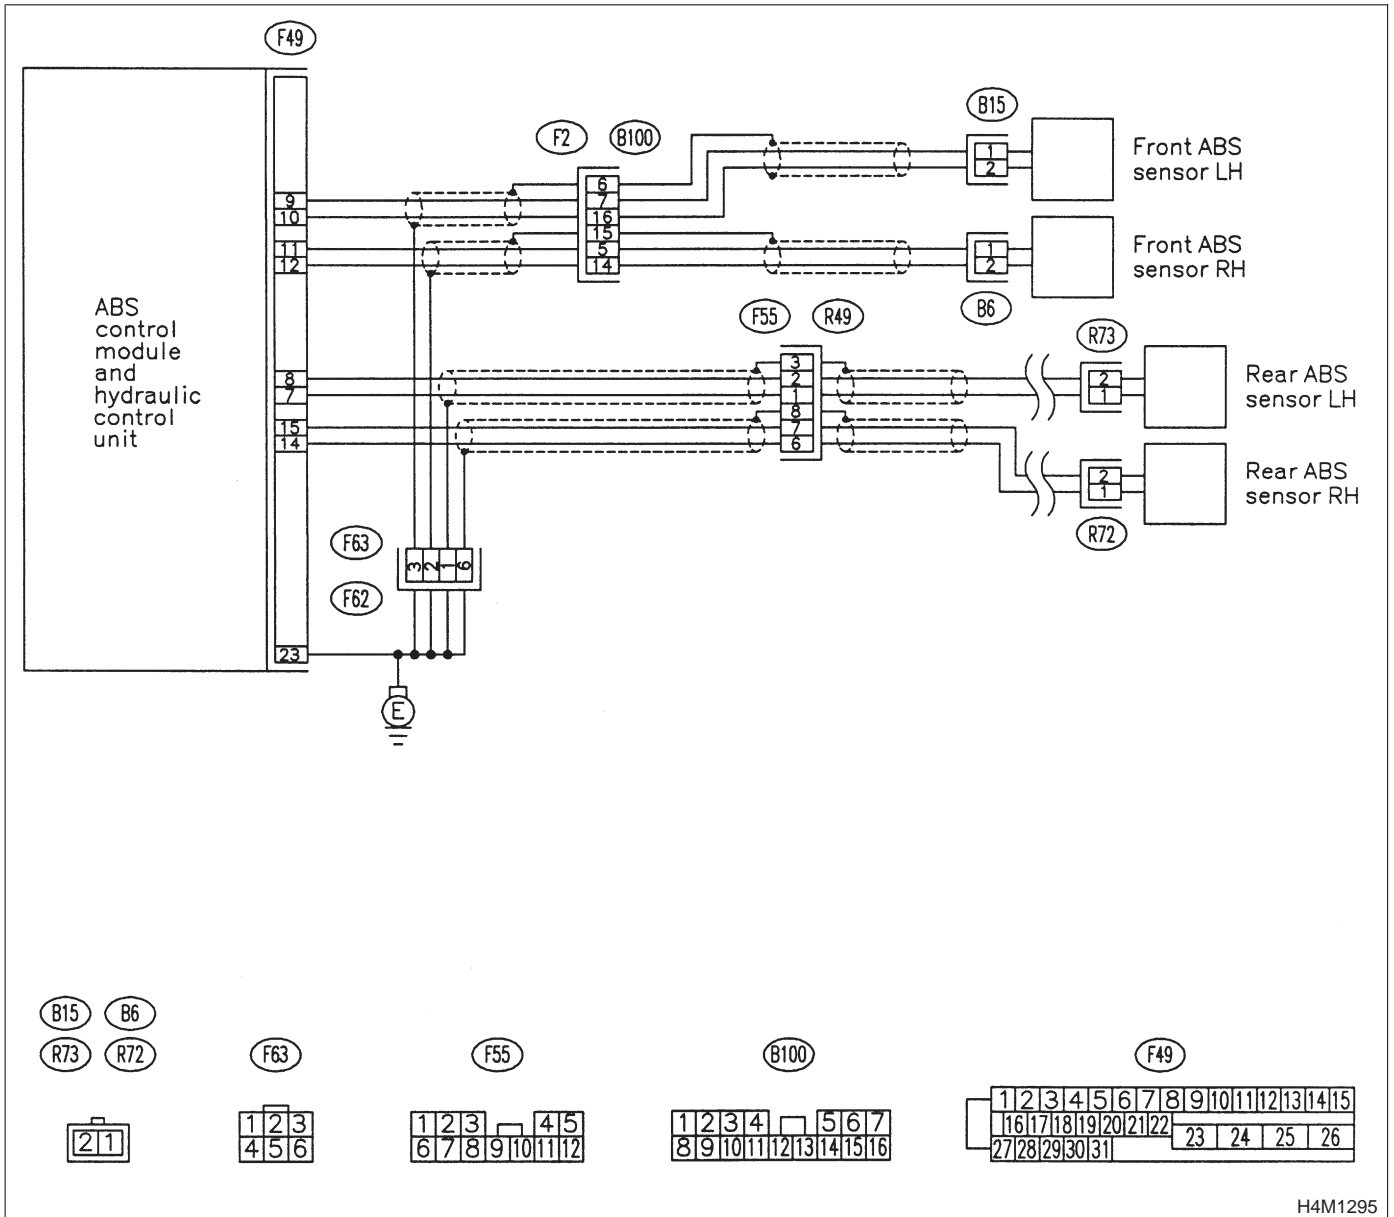 F49
B15
F2 B100
Front ABS
sensor LH
1
2
6
7
16
15
5
14
9
10
11
12
Front ABS
sensor RH
1
2
B6
ABS
control
module
and
hydraulic
control
unit
F55 R49
R73
3
2
1
8
7
6
8
7
15
14
2
1
Rear ABS
sensor LH
2
1
Rear ABS
sensor RH
R72
F63
3 2 1 6
F62
23
E
B15 B6
R73 R72
F63
F55
B100
F49
2 1
1 2 3
4 5 6
1 2 3 4 5
6 7 8 9 10 11 12
1 2 3 4 5 6 7
8 9 10 11 12 13 14 15 16
1 2 3 4 5 6 7 8 9 10 11 12 13 14 15
16 17 18 19 20 21 22 23 24 25 26
27 28 29 30 31
H4M1295